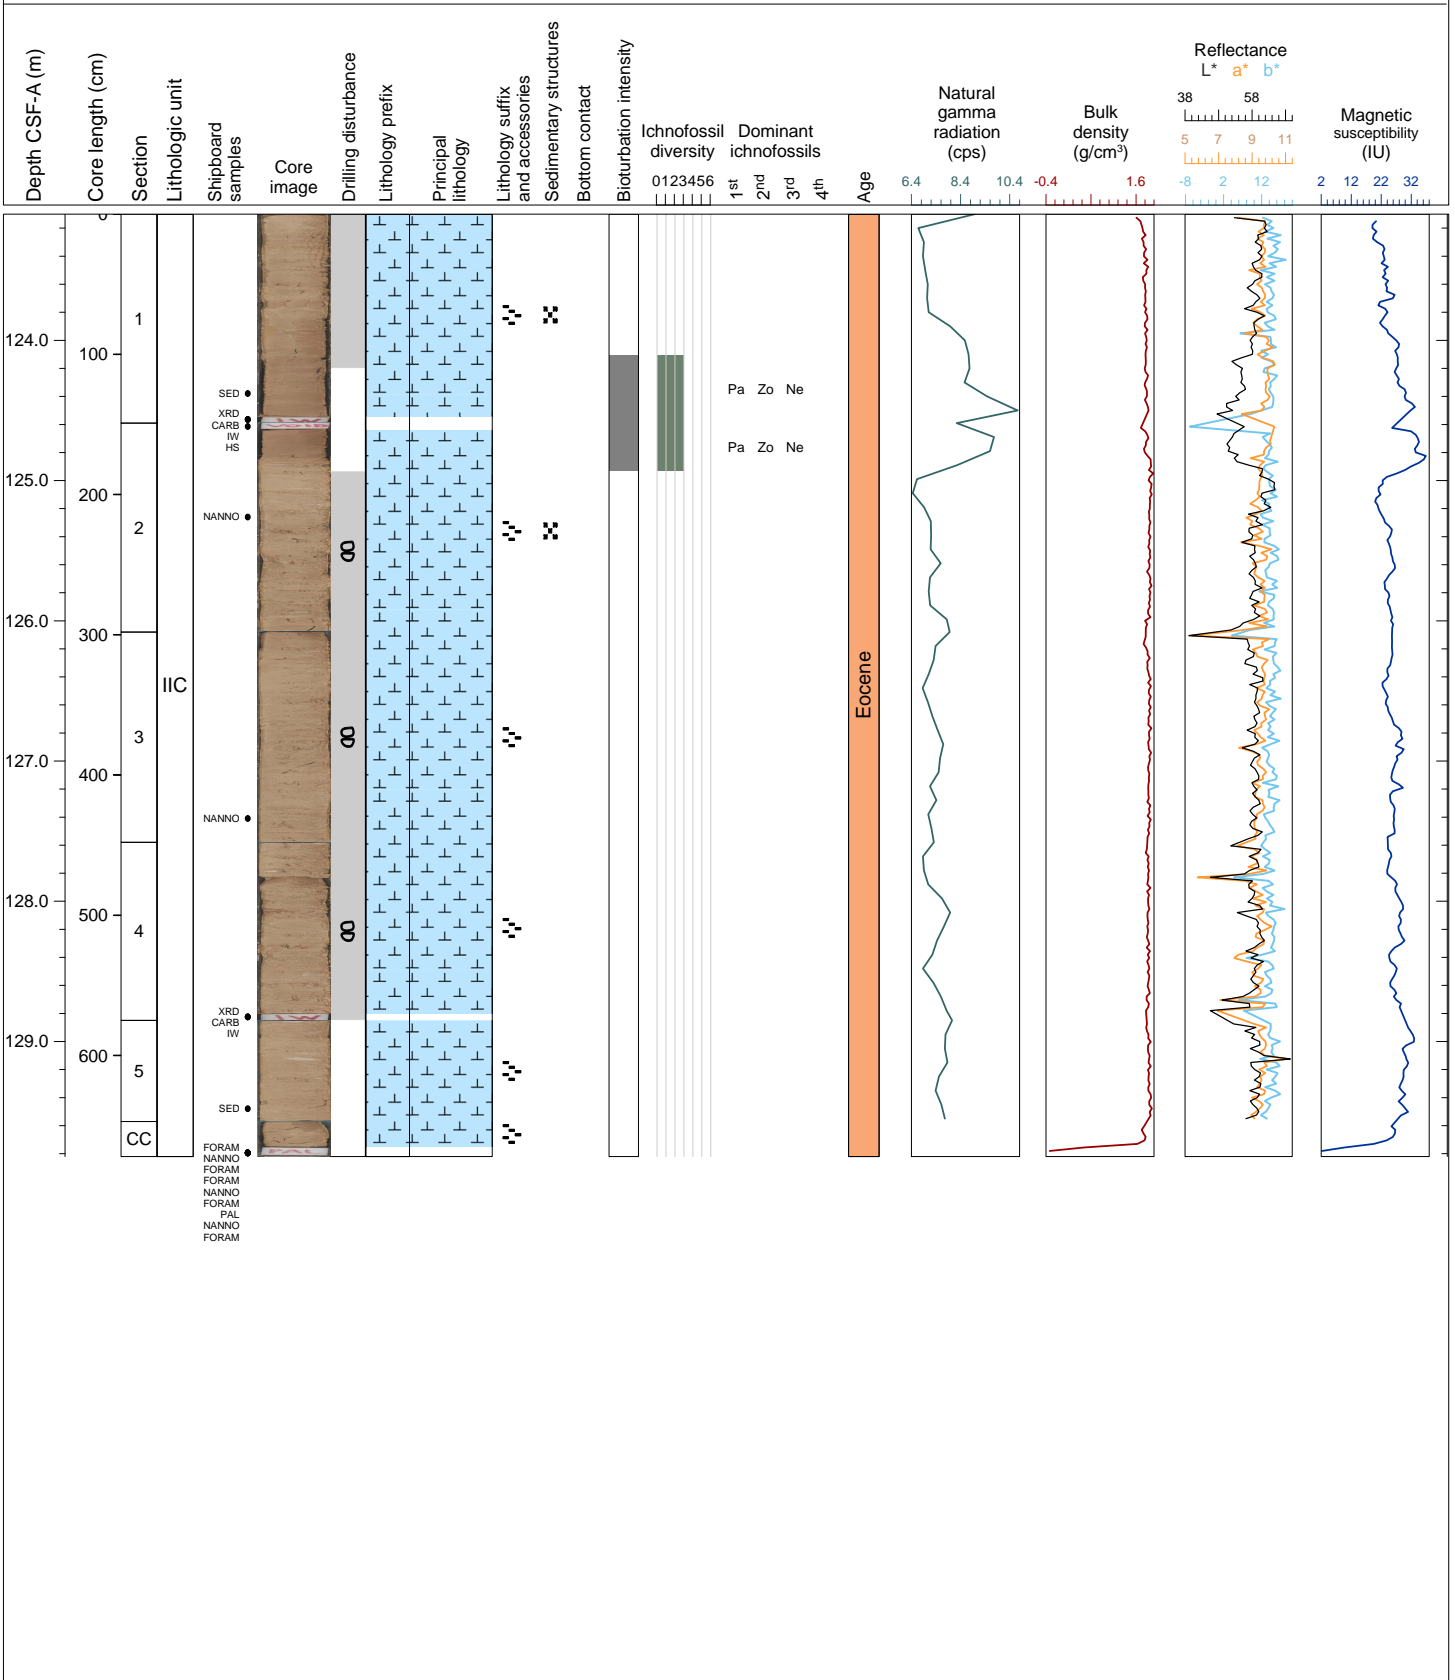 Depth CSF-A (m)
Core length (cm)
Section
Lithologic unit
Shipboard
samples
Core
image
Drilling disturbance
Lithology prefix
Principal
lithology
Lithology suffix
and accessories
Sedimentary structures
Bottom contact
Bioturbation intensity
Ichnofossil
diversity
0123456
Dominant
ichnofossils
1st 2nd 3rd 4th
Age
Natural
gamma
radiation
(cps)
6.4 8.4 10.4
Bulk
density
(g/cm³)
-0.4 1.6
Reflectance
L* a* b*
38 58
5 7 9 11
-8 2 12
Magnetic
susceptibility
(IU)
2 12 22 32
0
1
124.0
100
SED
Pa Zo Ne
XRD
IW
CARB
VOID
IW
HS
Pa Zo Ne
125.0
200
NANNO
2
126.0
300
IIC
Eocene
3
127.0
400
NANNO
128.0
500
4
XRD
IW
CARB
IW
129.0
600
5
SED
CC
FORAM
PAL
NANNO
FORAM
FORAM
NANNO
FORAM
PAL
NANNO
FORAM